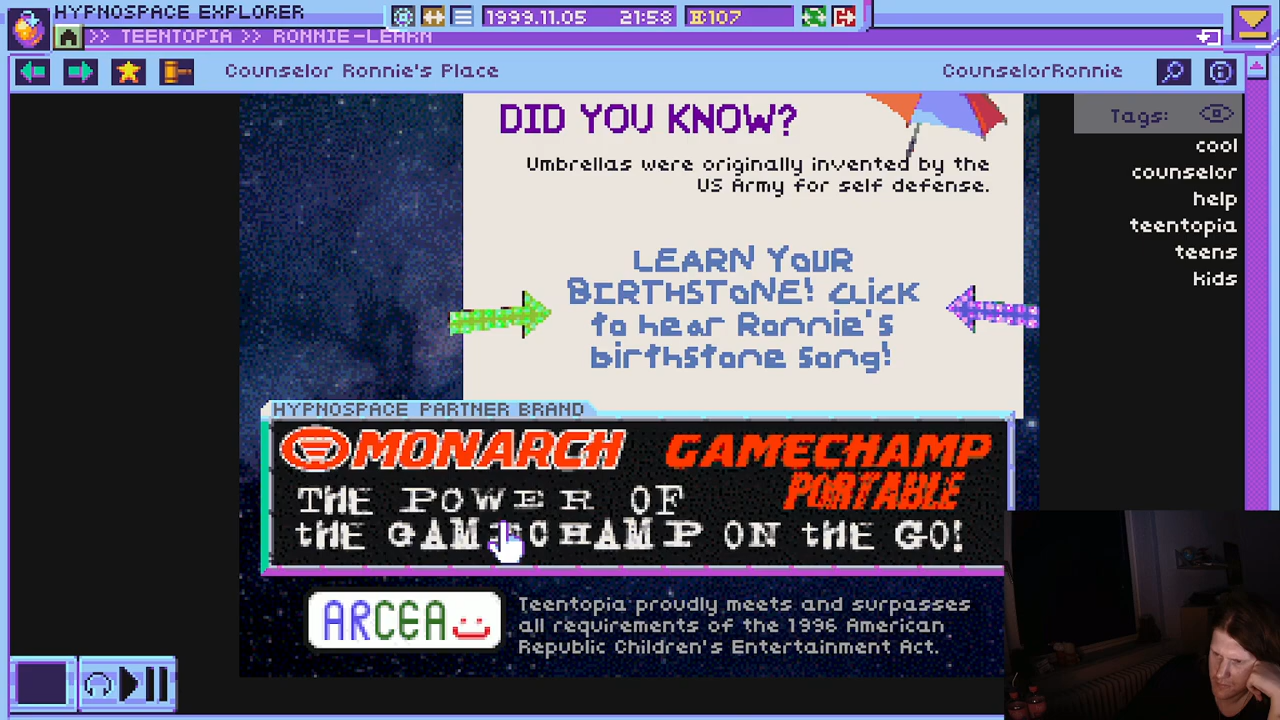 HYPNOSPACE EXPLORER
1999.11.05 21:53 107
>> TEENTOPIA >> RONNIE-LEARN
Counselor Ronnie's Place CounselorRonnie
DID YOU KNOW?
Umbrellas were originally invented by the
US Army for self defense.
LEARN YOUR
BIRTHSTONE! CLICK
to hear Ronnie's
birthstone song!
Tags:
cool
counselor
help
teentopia
teens
kids
HYPNOSPACE PARTNER BRAND
MONARCH GAMECHAMP
PORTABLE
THE POWER OF
the GAMECHAMP ON the GO!
ARCEA
Teentopia proudly meets and surpasses
all requirements of the 1996 American
Republic Children's Entertainment Act.